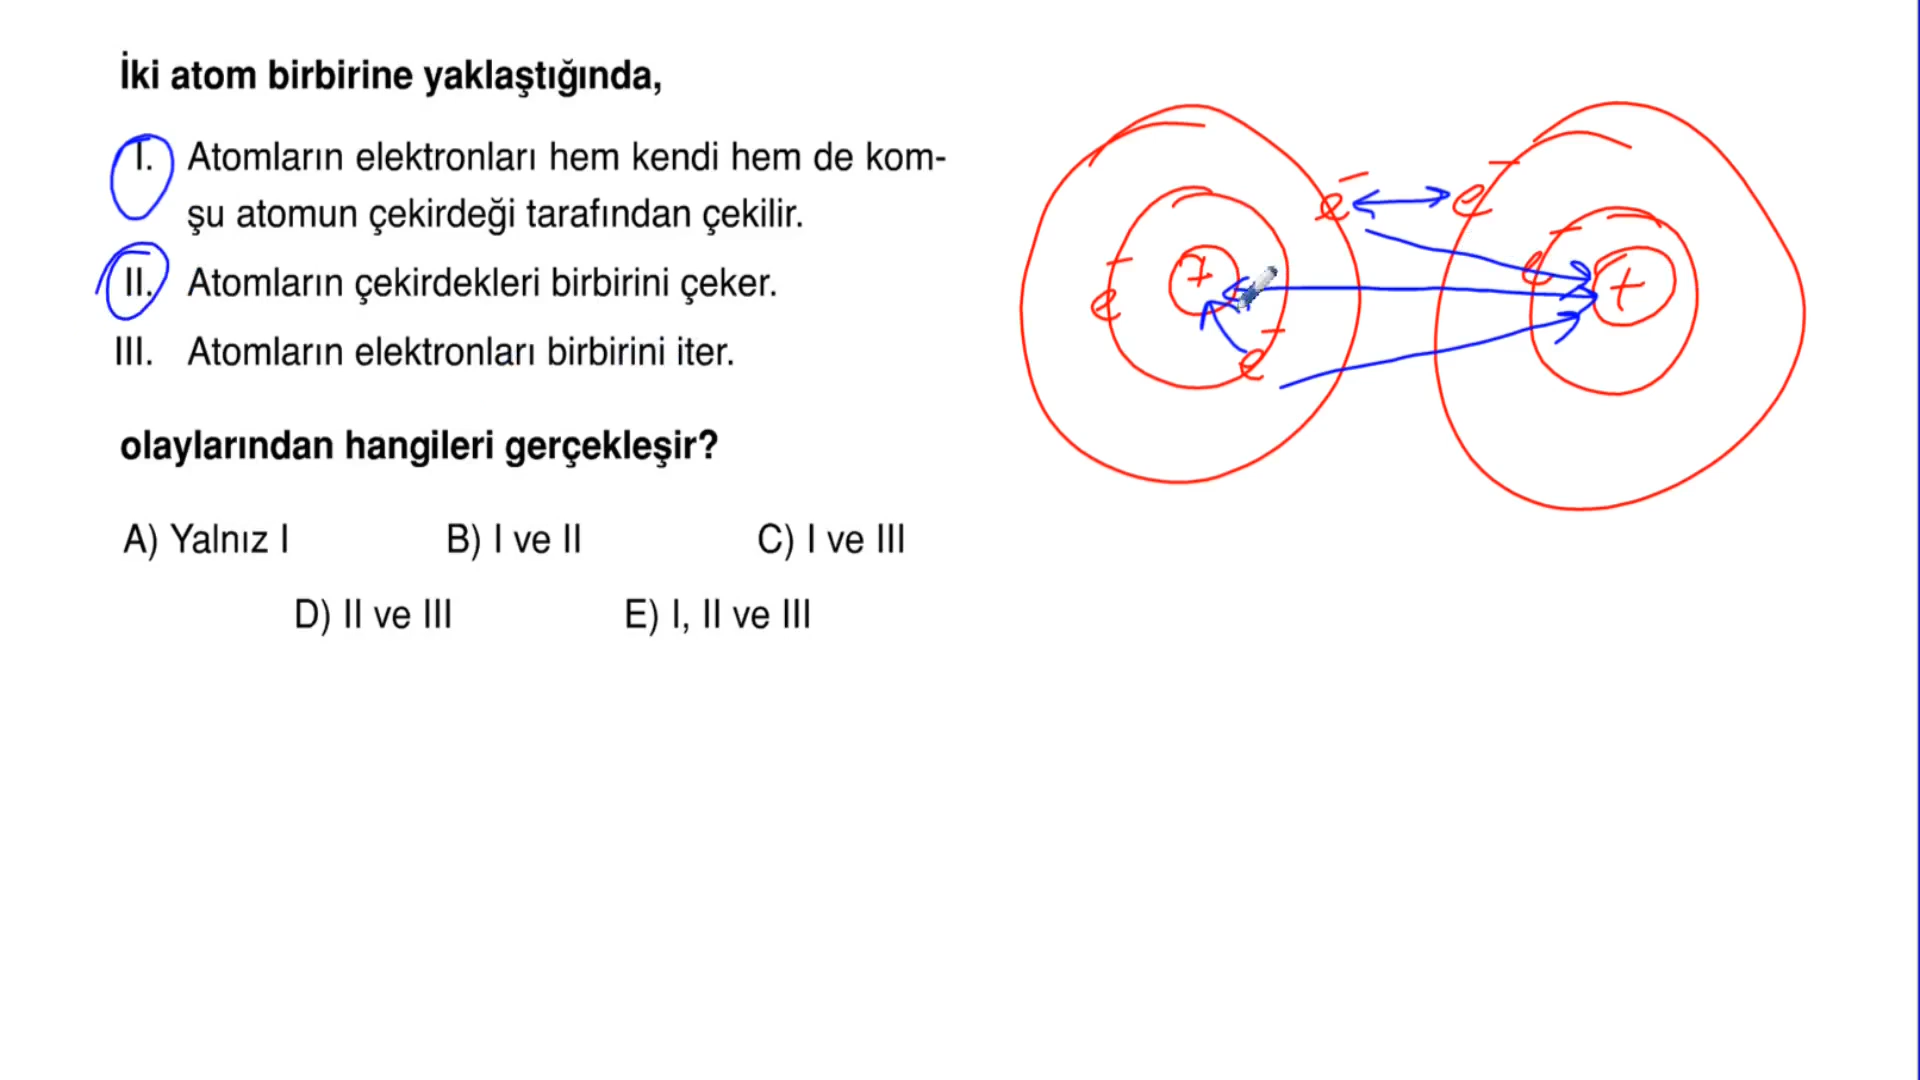 İki atom birbirine yaklaştığında,
I. Atomların elektronları hem kendi hem de kom-
şu atomun çekirdeği tarafından çekilir.
II. Atomların çekirdekleri birbirini çeker.
III. Atomların elektronları birbirini iter.
olaylarından hangileri gerçekleşir?
A) Yalnız I B) I ve II C) I ve III
D) II ve III E) I, II ve III
e⁻ e⁻
e⁻ + e⁻ +
e⁻